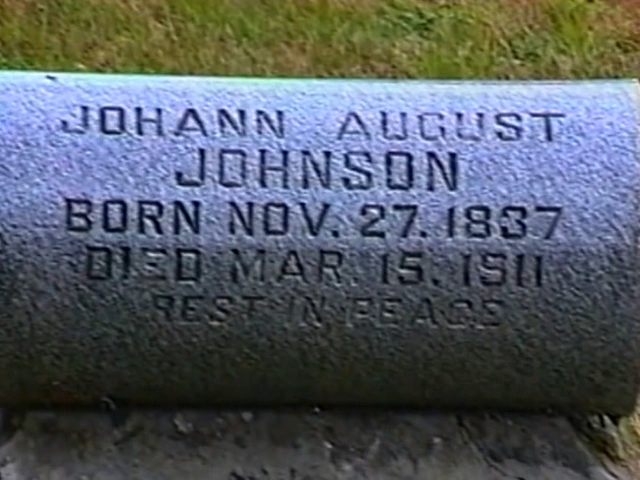 JOHANN AUGUST
JOHNSON
BORN NOV. 27. 1837
DIED MAR. 15. 1911
REST IN PEACE